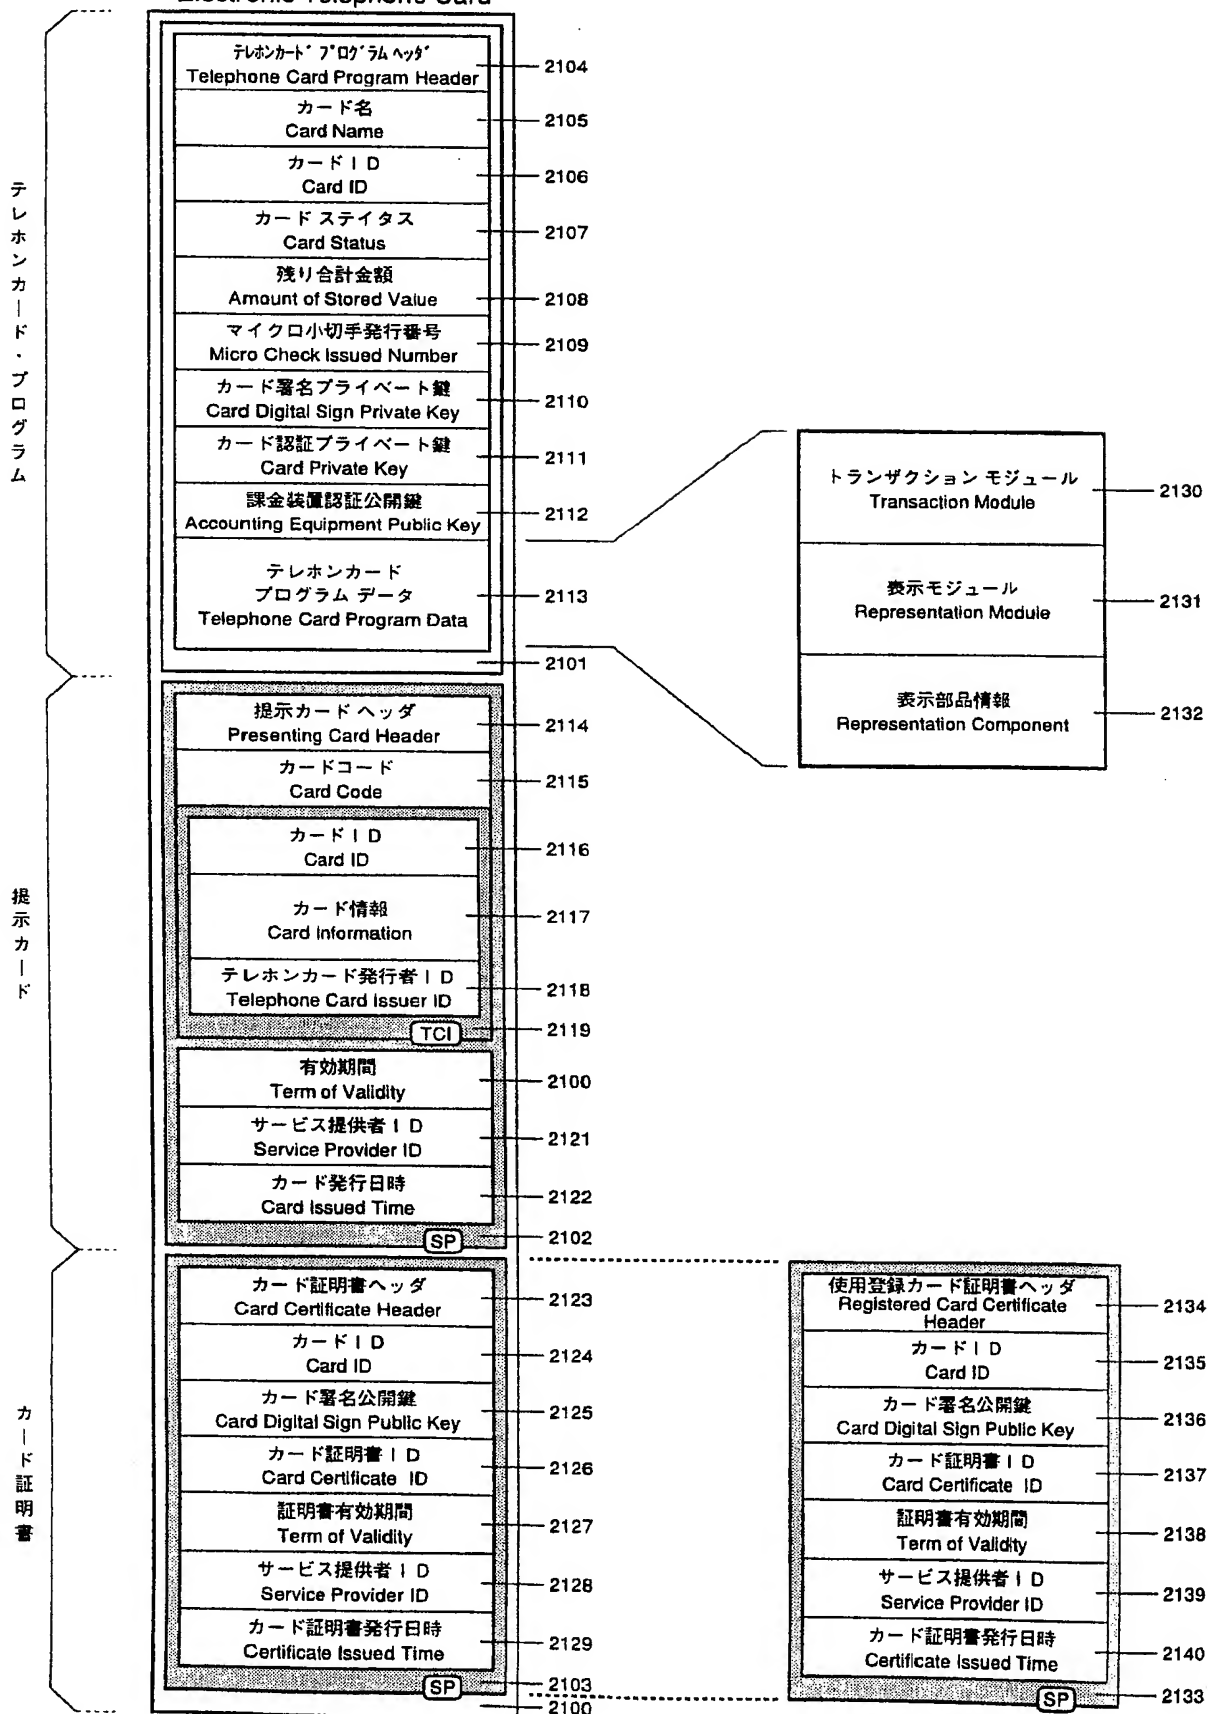 Electronic Telephone Card
テレホンカード プログラム ヘッダ
Telephone Card Program Header
2104
カード名
Card Name
2105
カードID
Card ID
2106
カード ステイタス
Card Status
2107
残り合計金額
Amount of Stored Value
2108
マイクロ小切手発行番号
Micro Check Issued Number
2109
カード署名プライベート鍵
Card Digital Sign Private Key
2110
カード認証プライベート鍵
Card Private Key
2111
課金装置認証公開鍵
Accounting Equipment Public Key
2112
テレホンカード
プログラム データ
Telephone Card Program Data
2113
2101
テレホンカード・プログラム
トランザクション モジュール
Transaction Module
2130
表示モジュール
Representation Module
2131
表示部品情報
Representation Component
2132
提示カード ヘッダ
Presenting Card Header
2114
カードコード
Card Code
2115
カードID
Card ID
2116
カード情報
Card Information
2117
テレホンカード発行者ID
Telephone Card Issuer ID
2118
TCI
2119
有効期間
Term of Validity
2100
サービス提供者ID
Service Provider ID
2121
カード発行日時
Card Issued Time
2122
SP
2102
提示カード
カード証明書ヘッダ
Card Certificate Header
2123
カードID
Card ID
2124
カード署名公開鍵
Card Digital Sign Public Key
2125
カード証明書ID
Card Certificate ID
2126
証明書有効期間
Term of Validity
2127
サービス提供者ID
Service Provider ID
2128
カード証明書発行日時
Certificate Issued Time
2129
SP
2103
2100
カード証明書
使用登録カード証明書ヘッダ
Registered Card Certificate
Header
2134
カードID
Card ID
2135
カード署名公開鍵
Card Digital Sign Public Key
2136
カード証明書ID
Card Certificate ID
2137
証明書有効期間
Term of Validity
2138
サービス提供者ID
Service Provider ID
2139
カード証明書発行日時
Certificate Issued Time
2140
SP
2133